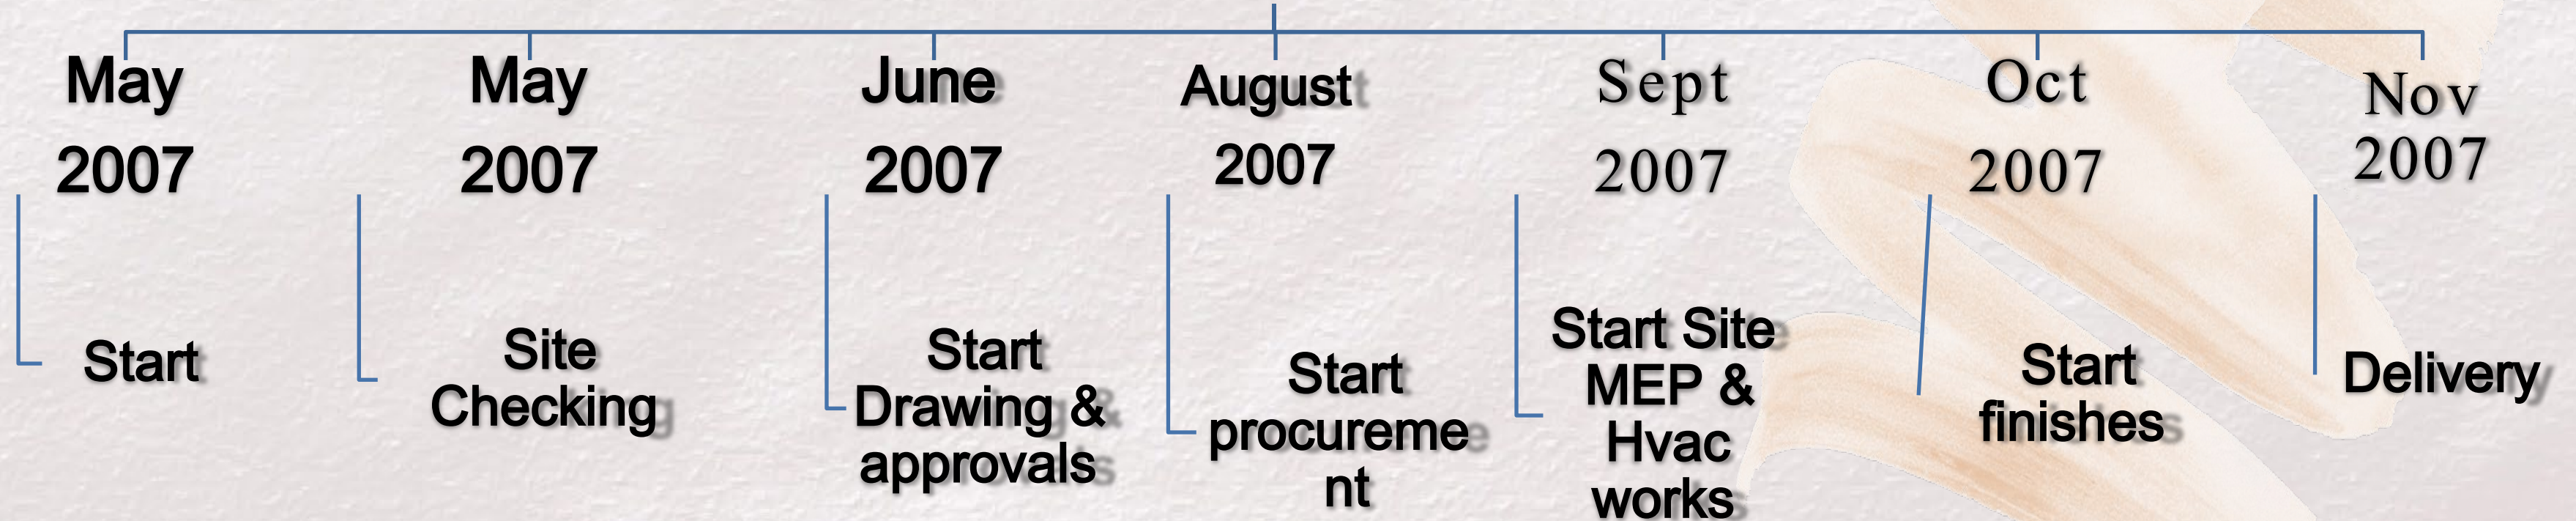 May
2007
May
2007
June
2007
August
2007
Sept
2007
Oct
2007
Nov
2007
Start
Site
Checking
Start
Drawing &
approvals
Start
procureme
nt
Start Site
MEP &
Hvac
works
Start
finishes
Delivery